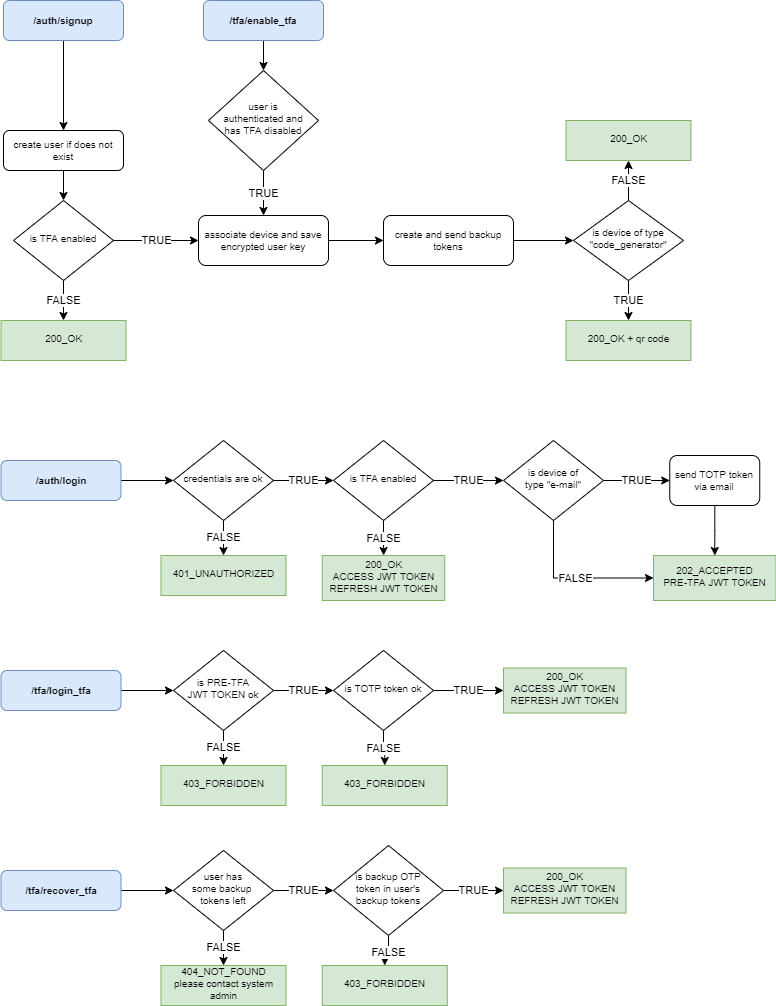 /auth/signup
/tfa/enable_tfa
user is
authenticated and
has TFA disabled
200_OK
create user if does not
exist
FALSE
TRUE
is TFA enabled
TRUE
associate device and save
encrypted user key
create and send backup
tokens
is device of type
"code_generator"
FALSE
TRUE
200_OK
200_OK + qr code
/auth/login
credentials are ok
TRUE
is TFA enabled
TRUE
is device of
type "e-mail"
TRUE
send TOTP token
via email
FALSE
FALSE
401_UNAUTHORIZED
200_OK
ACCESS JWT TOKEN
REFRESH JWT TOKEN
FALSE
202_ACCEPTED
PRE-TFA JWT TOKEN
/tfa/login_tfa
is PRE-TFA
JWT TOKEN ok
TRUE
is TOTP token ok
TRUE
200_OK
ACCESS JWT TOKEN
REFRESH JWT TOKEN
FALSE
FALSE
403_FORBIDDEN
403_FORBIDDEN
/tfa/recover_tfa
user has
some backup
tokens left
TRUE
is backup OTP
token in user's
backup tokens
TRUE
200_OK
ACCESS JWT TOKEN
REFRESH JWT TOKEN
FALSE
FALSE
404_NOT_FOUND
please contact system
admin
403_FORBIDDEN